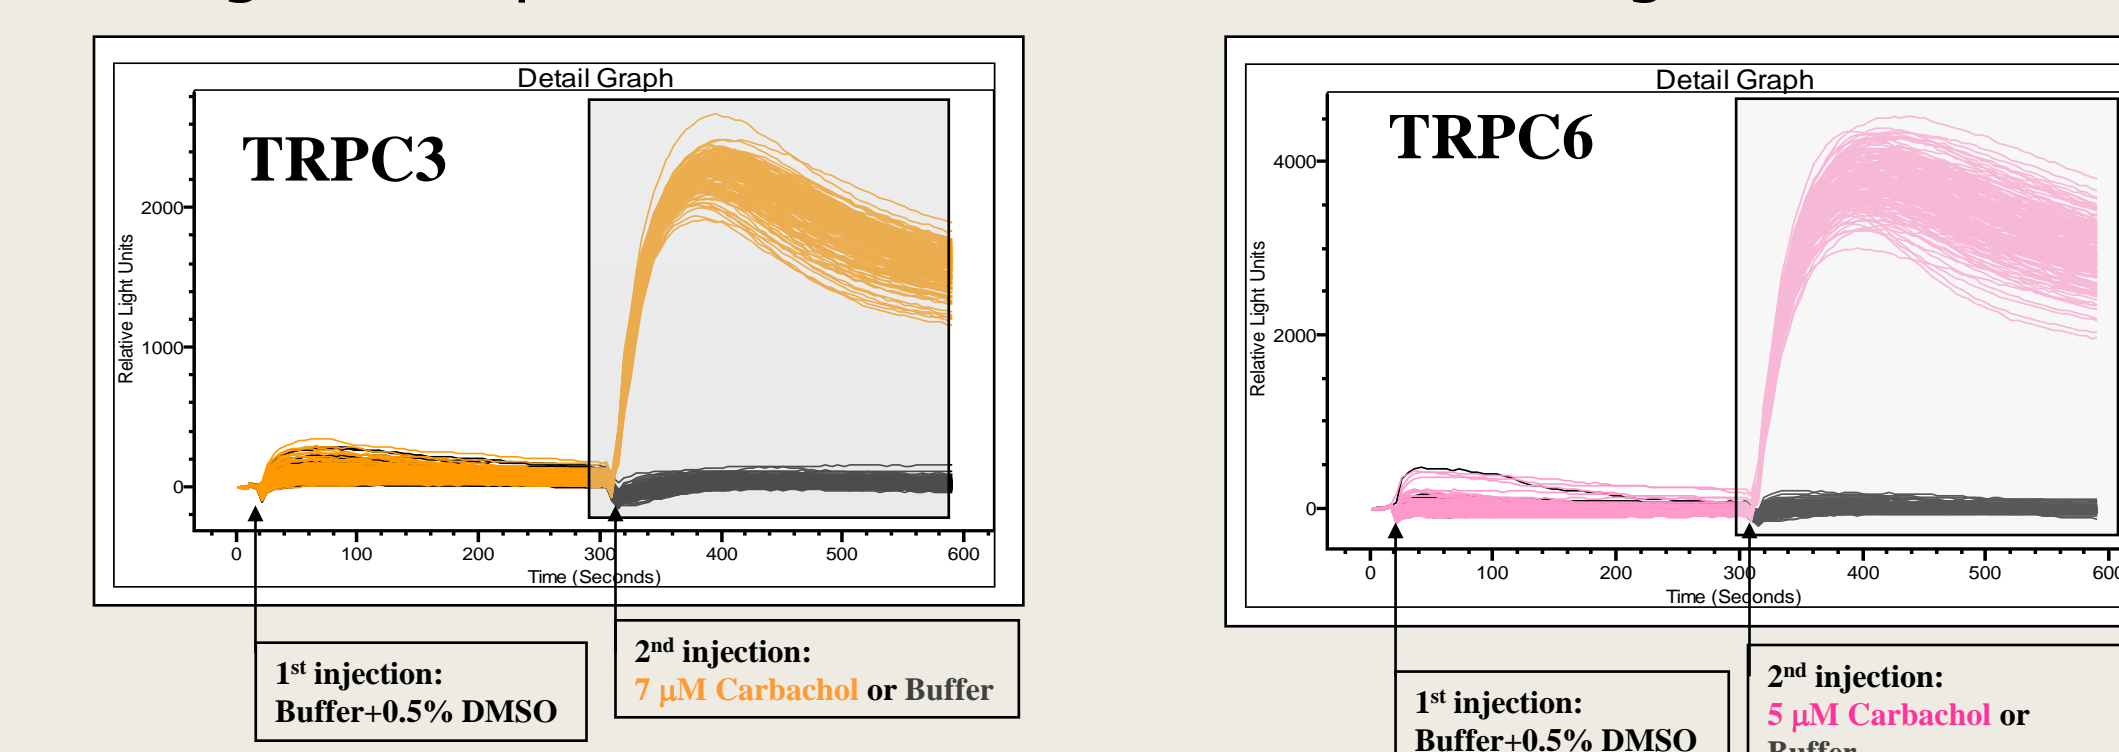 Detail Graph
TRPC3
2000
1000
0
Relative Light Units
0 100 200 300 400 500 600
Time (Seconds)
1st injection:
Buffer+0.5% DMSO
2nd injection:
7 μM Carbachol or Buffer
Detail Graph
TRPC6
4000
2000
0
Relative Light Units
0 100 200 300 400 500 600
Time (Seconds)
1st injection:
Buffer+0.5% DMSO
2nd injection:
5 μM Carbachol or
Buffer